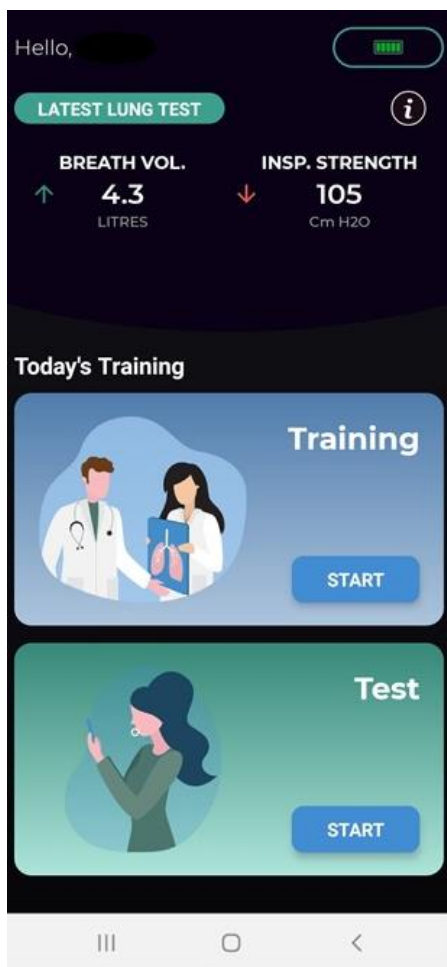 Hello,
LATEST LUNG TEST
i
BREATH VOL. INSP. STRENGTH
↑ 4.3 ↓ 105
LITRES Cm H2O
Today's Training
Training
START
Test
START